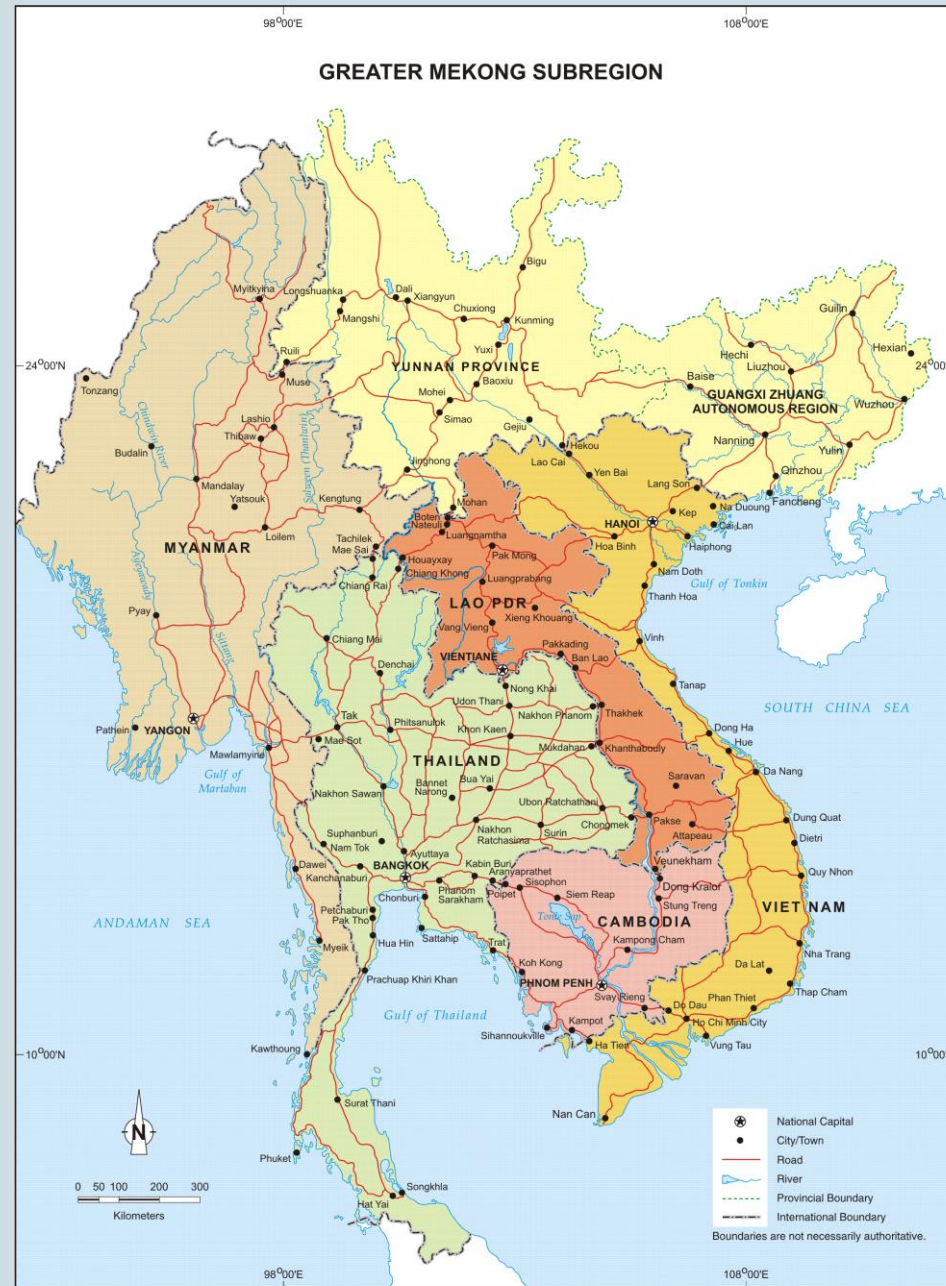 98°00'E
108°00'E
GREATER MEKONG SUBREGION
Bigu
Myitkyina
Longshuanka
Dali
Xiangyun
Mangshi
Chuxiong
Kunming
Guilin
Yuxi
Hechi
Hexian
Ruili
24°00'N
YUNNAN PROVINCE
Liuzhou
24°00'N
Muse
Baoxiu
Baise
Tonzang
Mohei
GUANGXI ZHUANG
AUTONOMOUS REGION
Wuzhou
Simao
Lashio
Gejiu
Chindwin River
Thibaw
Nanning
Hekou
Yulin
Budalin
Lao Cai
Salween (Thanlwin)
Jinghong
Yen Bai
Qinzhou
Mandalay
Lang Son
Fancheng
Yatsouk
Kengtung
Mohan
Na Duoung
Kep
Boten
Nateuli
HANOI
Cai Lan
Loilem
Luangnamtha
Hoa Binh
Haiphong
MYANMAR
Tachilek
Mae Sai
Pak Mong
Houayxay
Chiang Khong
Nam Doth
Ayeyawady
Chiang Rai
Luangprabang
Gulf of Tonkin
Thanh Hoa
LAO PDR
Pyay
Xieng Khouang
Vang Vieng
Sittang
Chiang Mai
Vinh
Pakkading
VIENTIANE
Ban Lao
Denchai
Tanap
Nong Khai
Udon Thani
SOUTH CHINA SEA
Nakhon Phanom
Thakhek
Pathein
YANGON
Tak
Phitsanulok
Dong Ha
Khon Kaen
Mae Sot
Mukdahan
Khanthabouly
Hue
Mawlamyine
THAILAND
Da Nang
Gulf of
Martaban
Bua Yai
Bannet
Narong
Saravan
Nakhon Sawan
Ubon Ratchathani
Chongmek
Pakse
Dung Quat
Suphanburi
Nakhon
Ratchasima
Surin
Attapeu
Dietri
Nam Tok
Ayuttaya
BANGKOK
Kabin Buri
Veunekham
Dawei
Kanchanaburi
Aranyaprathet
Quy Nhon
Sisophon
Dong Kralor
Chonburi
Phanom
Sarakham
Poipet
Siem Reap
Stung Treng
VIET NAM
Petchaburi
Pak Tho
Tonle Sap
CAMBODIA
ANDAMAN SEA
Sattahip
Myeik
Hua Hin
Trat
Kampong Cham
Nha Trang
Koh Kong
Da Lat
Prachuap Khiri Khan
PHNOM PENH
Thap Cham
Svay Rieng
Phan Thiet
Do Dau
Gulf of Thailand
Kampot
Ho Chi Minh City
Sihannoukville
Vung Tau
Ha Tien
Kawthoung
10°00'N
10°00'
Surat Thani
Nan Can
N
National Capital
City/Town
Road
Phuket
River
0 50 100 200 300
Songkhla
Provincial Boundary
Kilometers
Hat Yai
International Boundary
Boundaries are not necessarily authoritative.
98°00'E
108°00'E